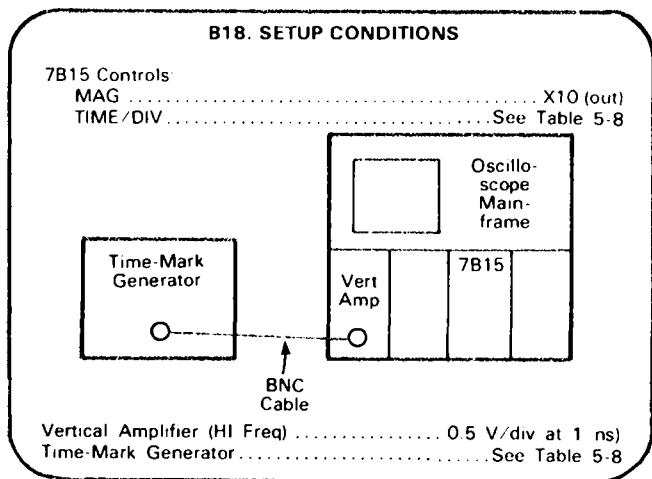 B18. SETUP CONDITIONS
7B15 Controls
MAG ........ X10 (out)
TIME/DIV ........ See Table 5-8
Oscillo-
scope
Main-
frame
Time-Mark
Generator
Vert
Amp
7B15
BNC
Cable
Vertical Amplifier (HI Freq) ........ 0.5 V/div at 1 ns)
Time-Mark Generator ........ See Table 5-8